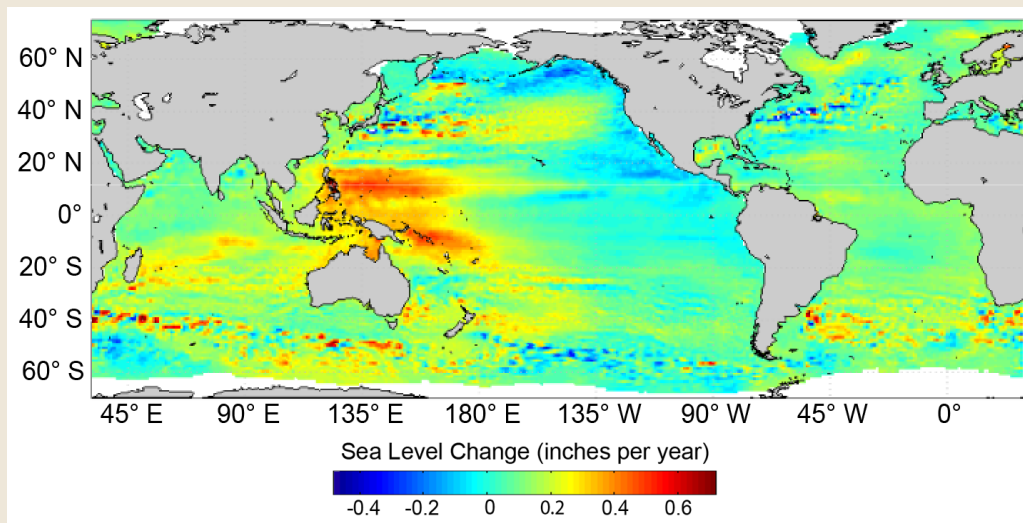 60° N
40° N
20° N
0°
20° S
40° S
60° S
45° E 90° E 135° E 180° E 135° W 90° W 45° W 0°
Sea Level Change (inches per year)
-0.4 -0.2 0 0.2 0.4 0.6